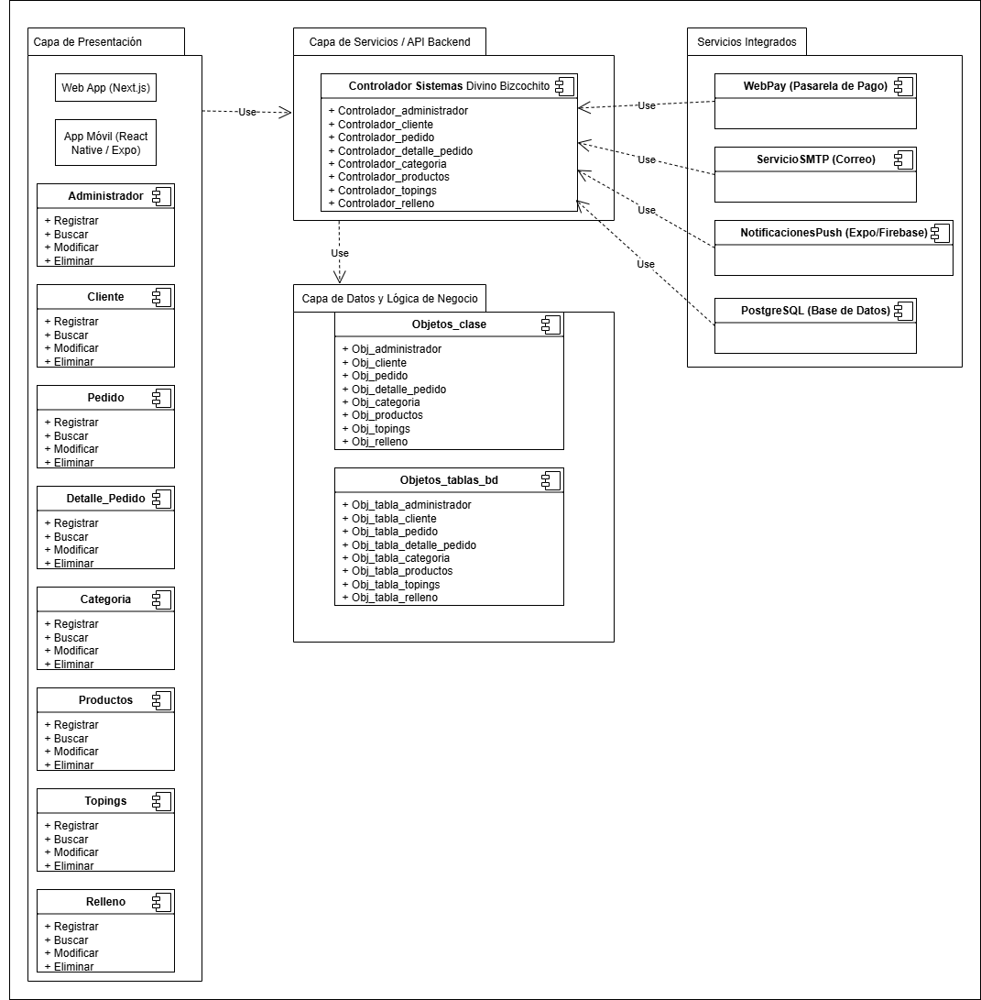 Capa de Presentación
Web App (Next.js)
App Móvil (React
Native / Expo)
Administrador
+ Registrar
+ Buscar
+ Modificar
+ Eliminar
Cliente
+ Registrar
+ Buscar
+ Modificar
+ Eliminar
Pedido
+ Registrar
+ Buscar
+ Modificar
+ Eliminar
Detalle_Pedido
+ Registrar
+ Buscar
+ Modificar
+ Eliminar
Categoria
+ Registrar
+ Buscar
+ Modificar
+ Eliminar
Productos
+ Registrar
+ Buscar
+ Modificar
+ Eliminar
Topings
+ Registrar
+ Buscar
+ Modificar
+ Eliminar
Relleno
+ Registrar
+ Buscar
+ Modificar
+ Eliminar
Use
Capa de Servicios / API Backend
Controlador Sistemas Divino Bizcochito
+ Controlador_administrador
+ Controlador_cliente
+ Controlador_pedido
+ Controlador_detalle_pedido
+ Controlador_categoria
+ Controlador_productos
+ Controlador_topings
+ Controlador_relleno
Use
Capa de Datos y Lógica de Negocio
Objetos_clase
+ Obj_administrador
+ Obj_cliente
+ Obj_pedido
+ Obj_detalle_pedido
+ Obj_categoria
+ Obj_productos
+ Obj_topings
+ Obj_relleno
Objetos_tablas_bd
+ Obj_tabla_administrador
+ Obj_tabla_cliente
+ Obj_tabla_pedido
+ Obj_tabla_detalle_pedido
+ Obj_tabla_categoria
+ Obj_tabla_productos
+ Obj_tabla_topings
+ Obj_tabla_relleno
Use
Use
Use
Use
Servicios Integrados
WebPay (Pasarela de Pago)
ServicioSMTP (Correo)
NotificacionesPush (Expo/Firebase)
PostgreSQL (Base de Datos)